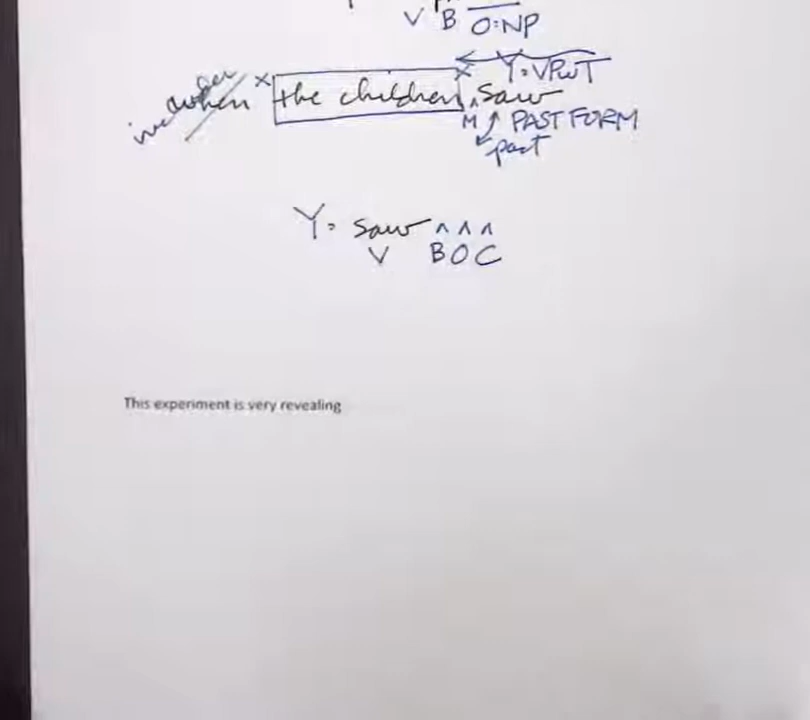 V B O:NP
Y=VPwT
when the children saw
M PAST FORM
past
Y= saw ^ ^ ^
V B O C
This experiment is very revealing